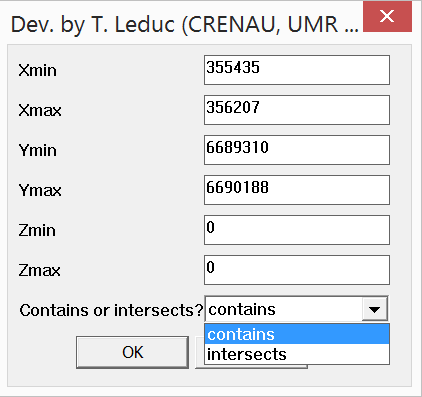 Dev. by T. Leduc (CRENAU, UMR ...
Xmin 355435
Xmax 356207
Ymin 6689310
Ymax 6690188
Zmin 0
Zmax 0
Contains or intersects? contains
contains
intersects
OK